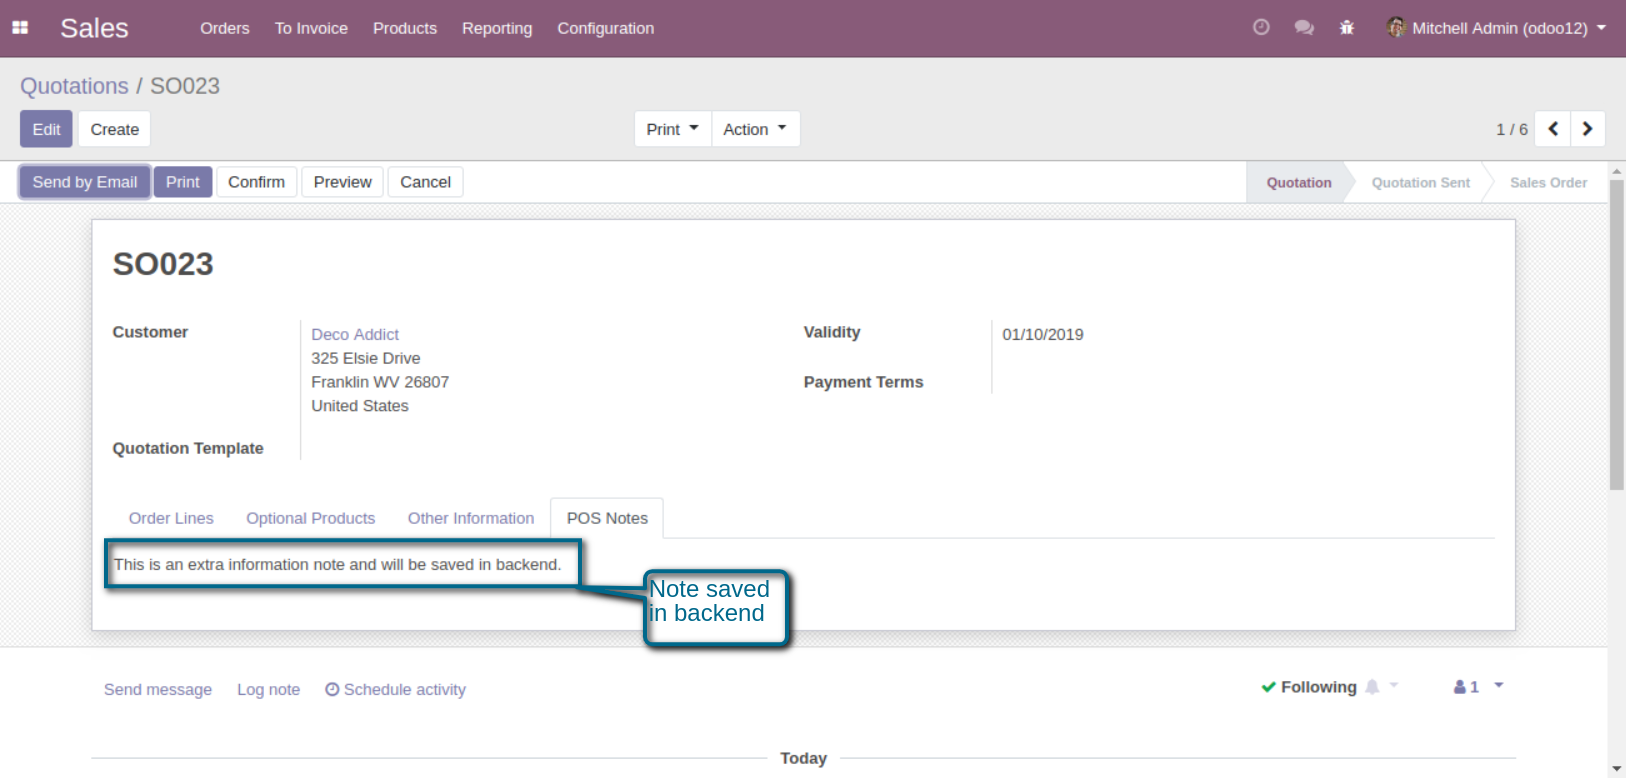 Sales Orders To Invoice Products Reporting Configuration Mitchell Admin (odoo12)
Quotations / SO023
Edit Create Print Action 1 / 6
Send by Email Print Confirm Preview Cancel Quotation Quotation Sent Sales Order
SO023
Customer Deco Addict Validity 01/10/2019
325 Elsie Drive
Franklin WV 26807 Payment Terms
United States
Quotation Template
Order Lines Optional Products Other Information POS Notes
This is an extra information note and will be saved in backend.
Note saved
in backend
Send message Log note Schedule activity Following 1
Today